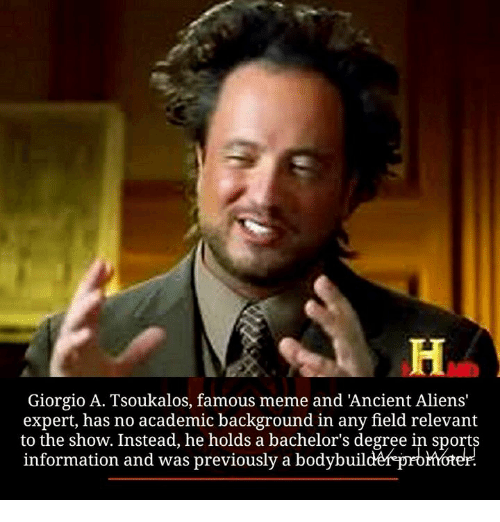 H
HD
Giorgio A. Tsoukalos, famous meme and 'Ancient Aliens'
expert, has no academic background in any field relevant
to the show. Instead, he holds a bachelor's degree in sports
information and was previously a bodybuilder promoter.